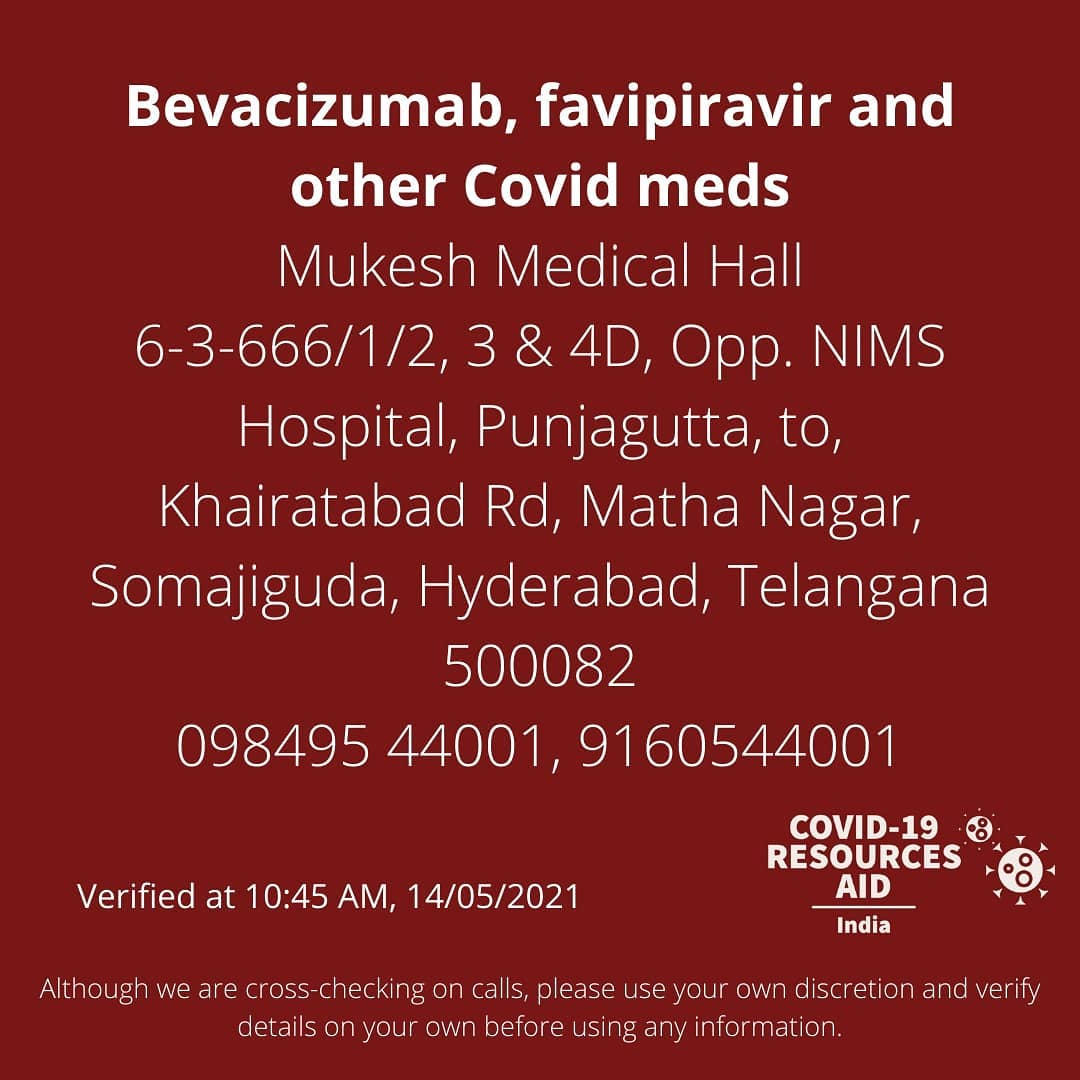 Bevacizumab, favipiravir and
other Covid meds
Mukesh Medical Hall
6-3-666/1/2, 3 & 4D, Opp. NIMS
Hospital, Punjagutta, to,
Khairatabad Rd, Matha Nagar,
Somajiguda, Hyderabad, Telangana
500082
098495 44001, 9160544001
COVID-19
RESOURCES
AID
India
Verified at 10:45 AM, 14/05/2021
Although we are cross-checking on calls, please use your own discretion and verify
details on your own before using any information.